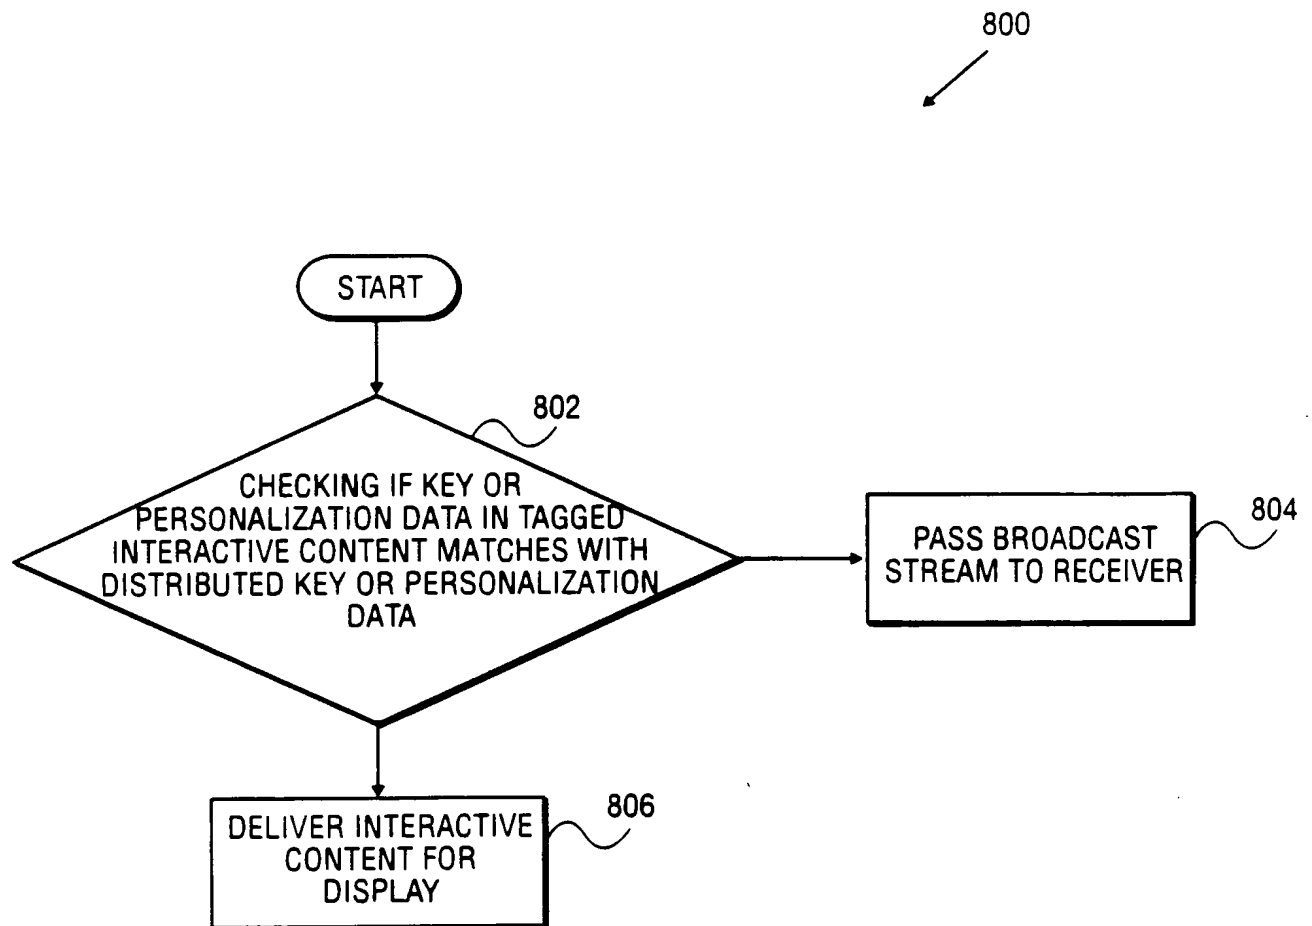 800
START
802
CHECKING IF KEY OR
PERSONALIZATION DATA IN TAGGED
INTERACTIVE CONTENT MATCHES WITH
DISTRIBUTED KEY OR PERSONALIZATION
DATA
804
PASS BROADCAST
STREAM TO RECEIVER
806
DELIVER INTERACTIVE
CONTENT FOR
DISPLAY